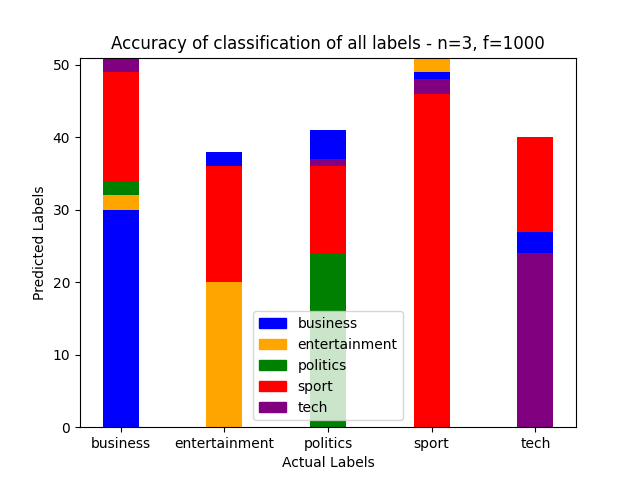 Accuracy of classification of all labels - n=3, f=1000
50
40
30
20
10
0
Predicted Labels
business
entertainment
politics
sport
tech
business entertainment politics sport tech
Actual Labels